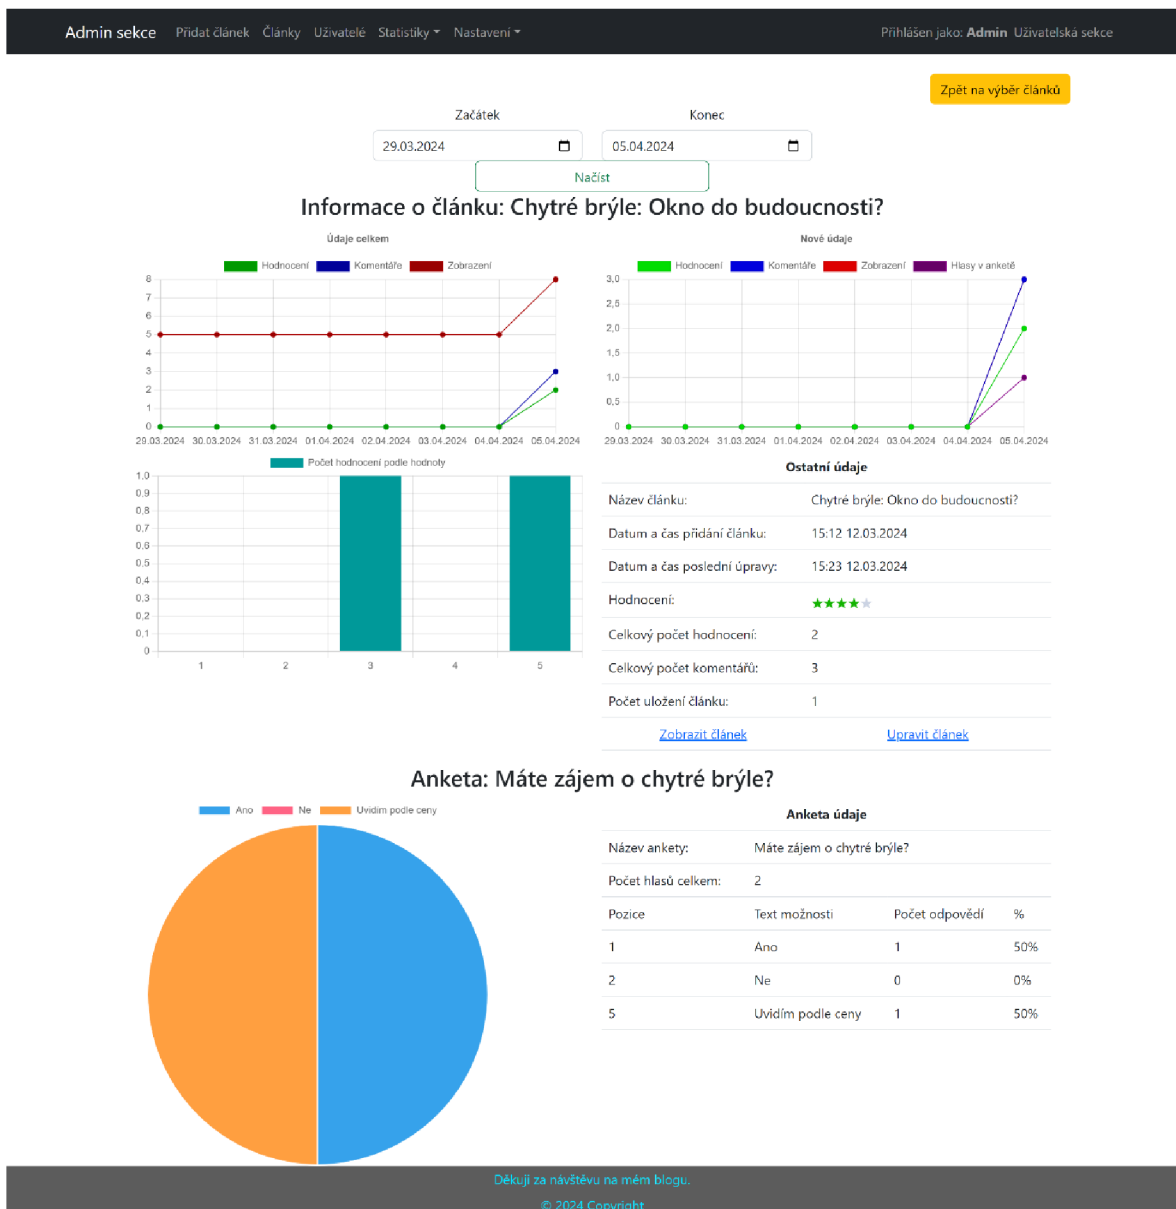 Admin sekce Přidat článek Články Uživatelé Statistiky Nastavení Přihlášen jako: Admin Uživatelská sekce
Zpět na výběr článků
Začátek Konec
29.03.2024 05.04.2024
Načíst
Informace o článku: Chytré brýle: Okno do budoucnosti?
Údaje celkem
Hodnocení Komentáře Zobrazení
8
7
6
5
4
3
2
1
0
29.03.2024 30.03.2024 31.03.2024 01.04.2024 02.04.2024 03.04.2024 04.04.2024 05.04.2024
Nové údaje
Hodnocení Komentáře Zobrazení Hlasy v anketě
3,0
2,5
2,0
1,5
1,0
0,5
0
29.03.2024 30.03.2024 31.03.2024 01.04.2024 02.04.2024 03.04.2024 04.04.2024 05.04.2024
Počet hodnocení podle hodnoty
1,0
0,9
0,8
0,7
0,6
0,5
0,4
0,3
0,2
0,1
0
1 2 3 4 5
Ostatní údaje
Název článku: Chytré brýle: Okno do budoucnosti?
Datum a čas přidání článku: 15:12 12.03.2024
Datum a čas poslední úpravy: 15:23 12.03.2024
Hodnocení: ★★★★★
Celkový počet hodnocení: 2
Celkový počet komentářů: 3
Počet uložení článku: 1
Zobrazit článek Upravit článek
Anketa: Máte zájem o chytré brýle?
Ano Ne Uvidím podle ceny
Anketa údaje
Název ankety: Máte zájem o chytré brýle?
Počet hlasů celkem: 2
Pozice Text možnosti Počet odpovědí %
1 Ano 1 50%
2 Ne 0 0%
5 Uvidím podle ceny 1 50%
Děkuji za návštěvu na mém blogu.
© 2024 Copyright